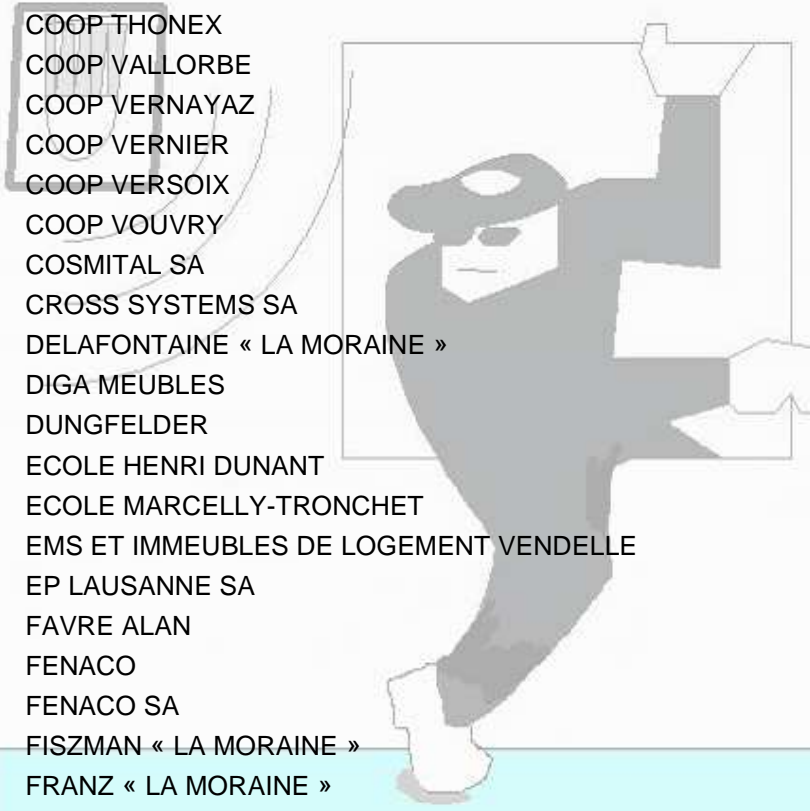 COOP THONEX
COOP VALLORBE
COOP VERNAYAZ
COOP VERNIER
COOP VERSOIX
COOP VOUVRY
COSMITAL SA
CROSS SYSTEMS SA
DELAFONTAINE « LA MORAINE »
DIGA MEUBLES
DUNGFELDER
ECOLE HENRI DUNANT
ECOLE MARCELLY-TRONCHET
EMS ET IMMEUBLES DE LOGEMENT VENDELLE
EP LAUSANNE SA
FAVRE ALAN
FENACO
FENACO SA
FISZMAN « LA MORAINE »
FRANZ « LA MORAINE »